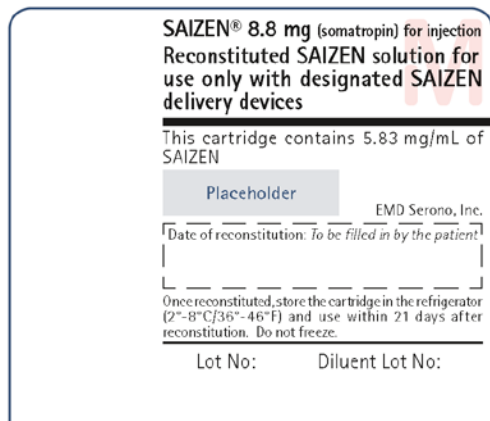 SAIZEN® 8.8 mg (somatropin) for injection
Reconstituted SAIZEN solution for
use only with designated SAIZEN
delivery devices
M
This cartridge contains 5.83 mg/mL of
SAIZEN
Placeholder
EMD Serono, Inc.
Date of reconstitution: To be filled in by the patient
Once reconstituted, store the cartridge in the refrigerator
(2°-8°C/36°-46°F) and use within 21 days after
reconstitution. Do not freeze.
Lot No: Diluent Lot No: